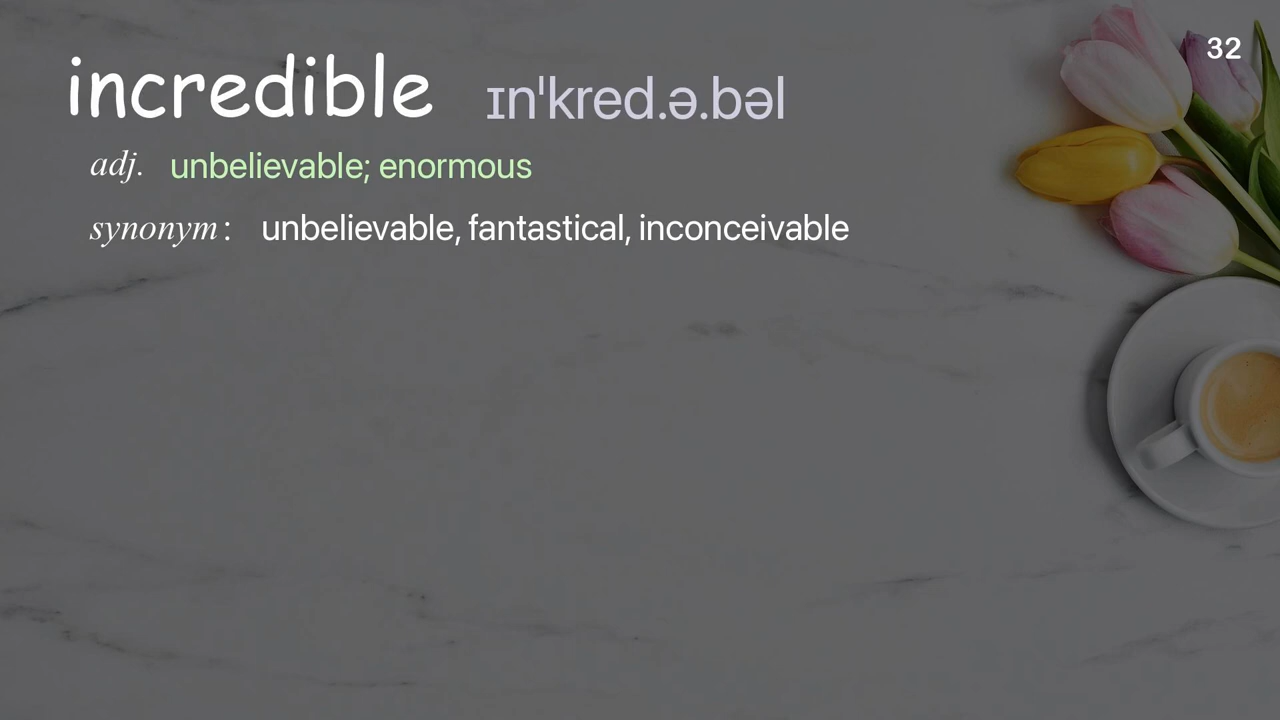 32
incredible ɪnˈkred.ə.bəl
adj. unbelievable; enormous
synonym: unbelievable, fantastical, inconceivable